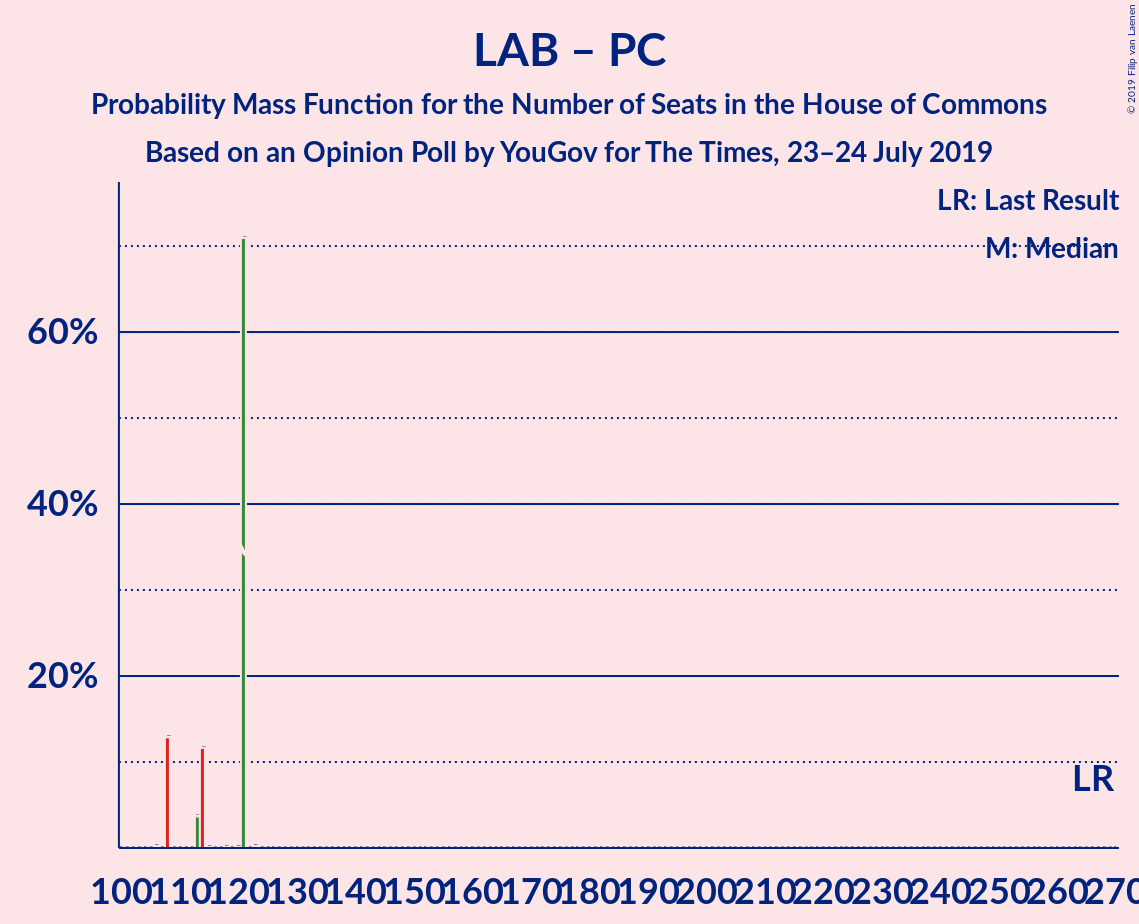 LAB – PC
Probability Mass Function for the Number of Seats in the House of Commons
Based on an Opinion Poll by YouGov for The Times, 23–24 July 2019
© 2019 Filip van Laenen
LR: Last Result
M: Median
60%
40%
20%
LR
100 110 120 130 140 150 160 170 180 190 200 210 220 230 240 250 260 270